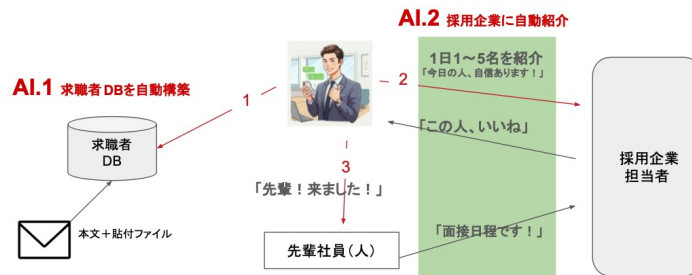 AI.2 採用企業に自動紹介
AI.1 求職者DBを自動構築
1日1〜5名を紹介
「今日の人、自信あります！」
1
2
「この人、いいね」
求職者
DB
採用企業
担当者
3
「先輩！来ました！」
本文＋貼付ファイル
先輩社員(人)
「面接日程です！」